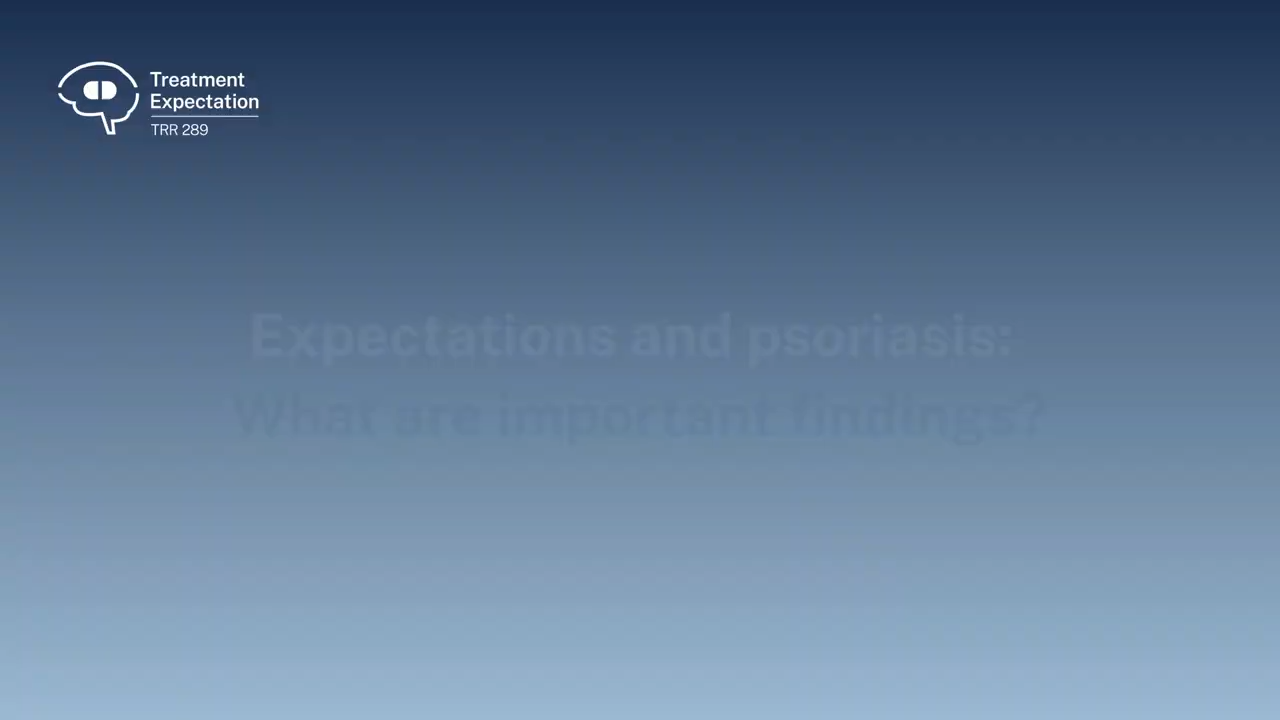 Treatment
Expectation
TRR 289
Expectations and psoriasis:
What are important findings?